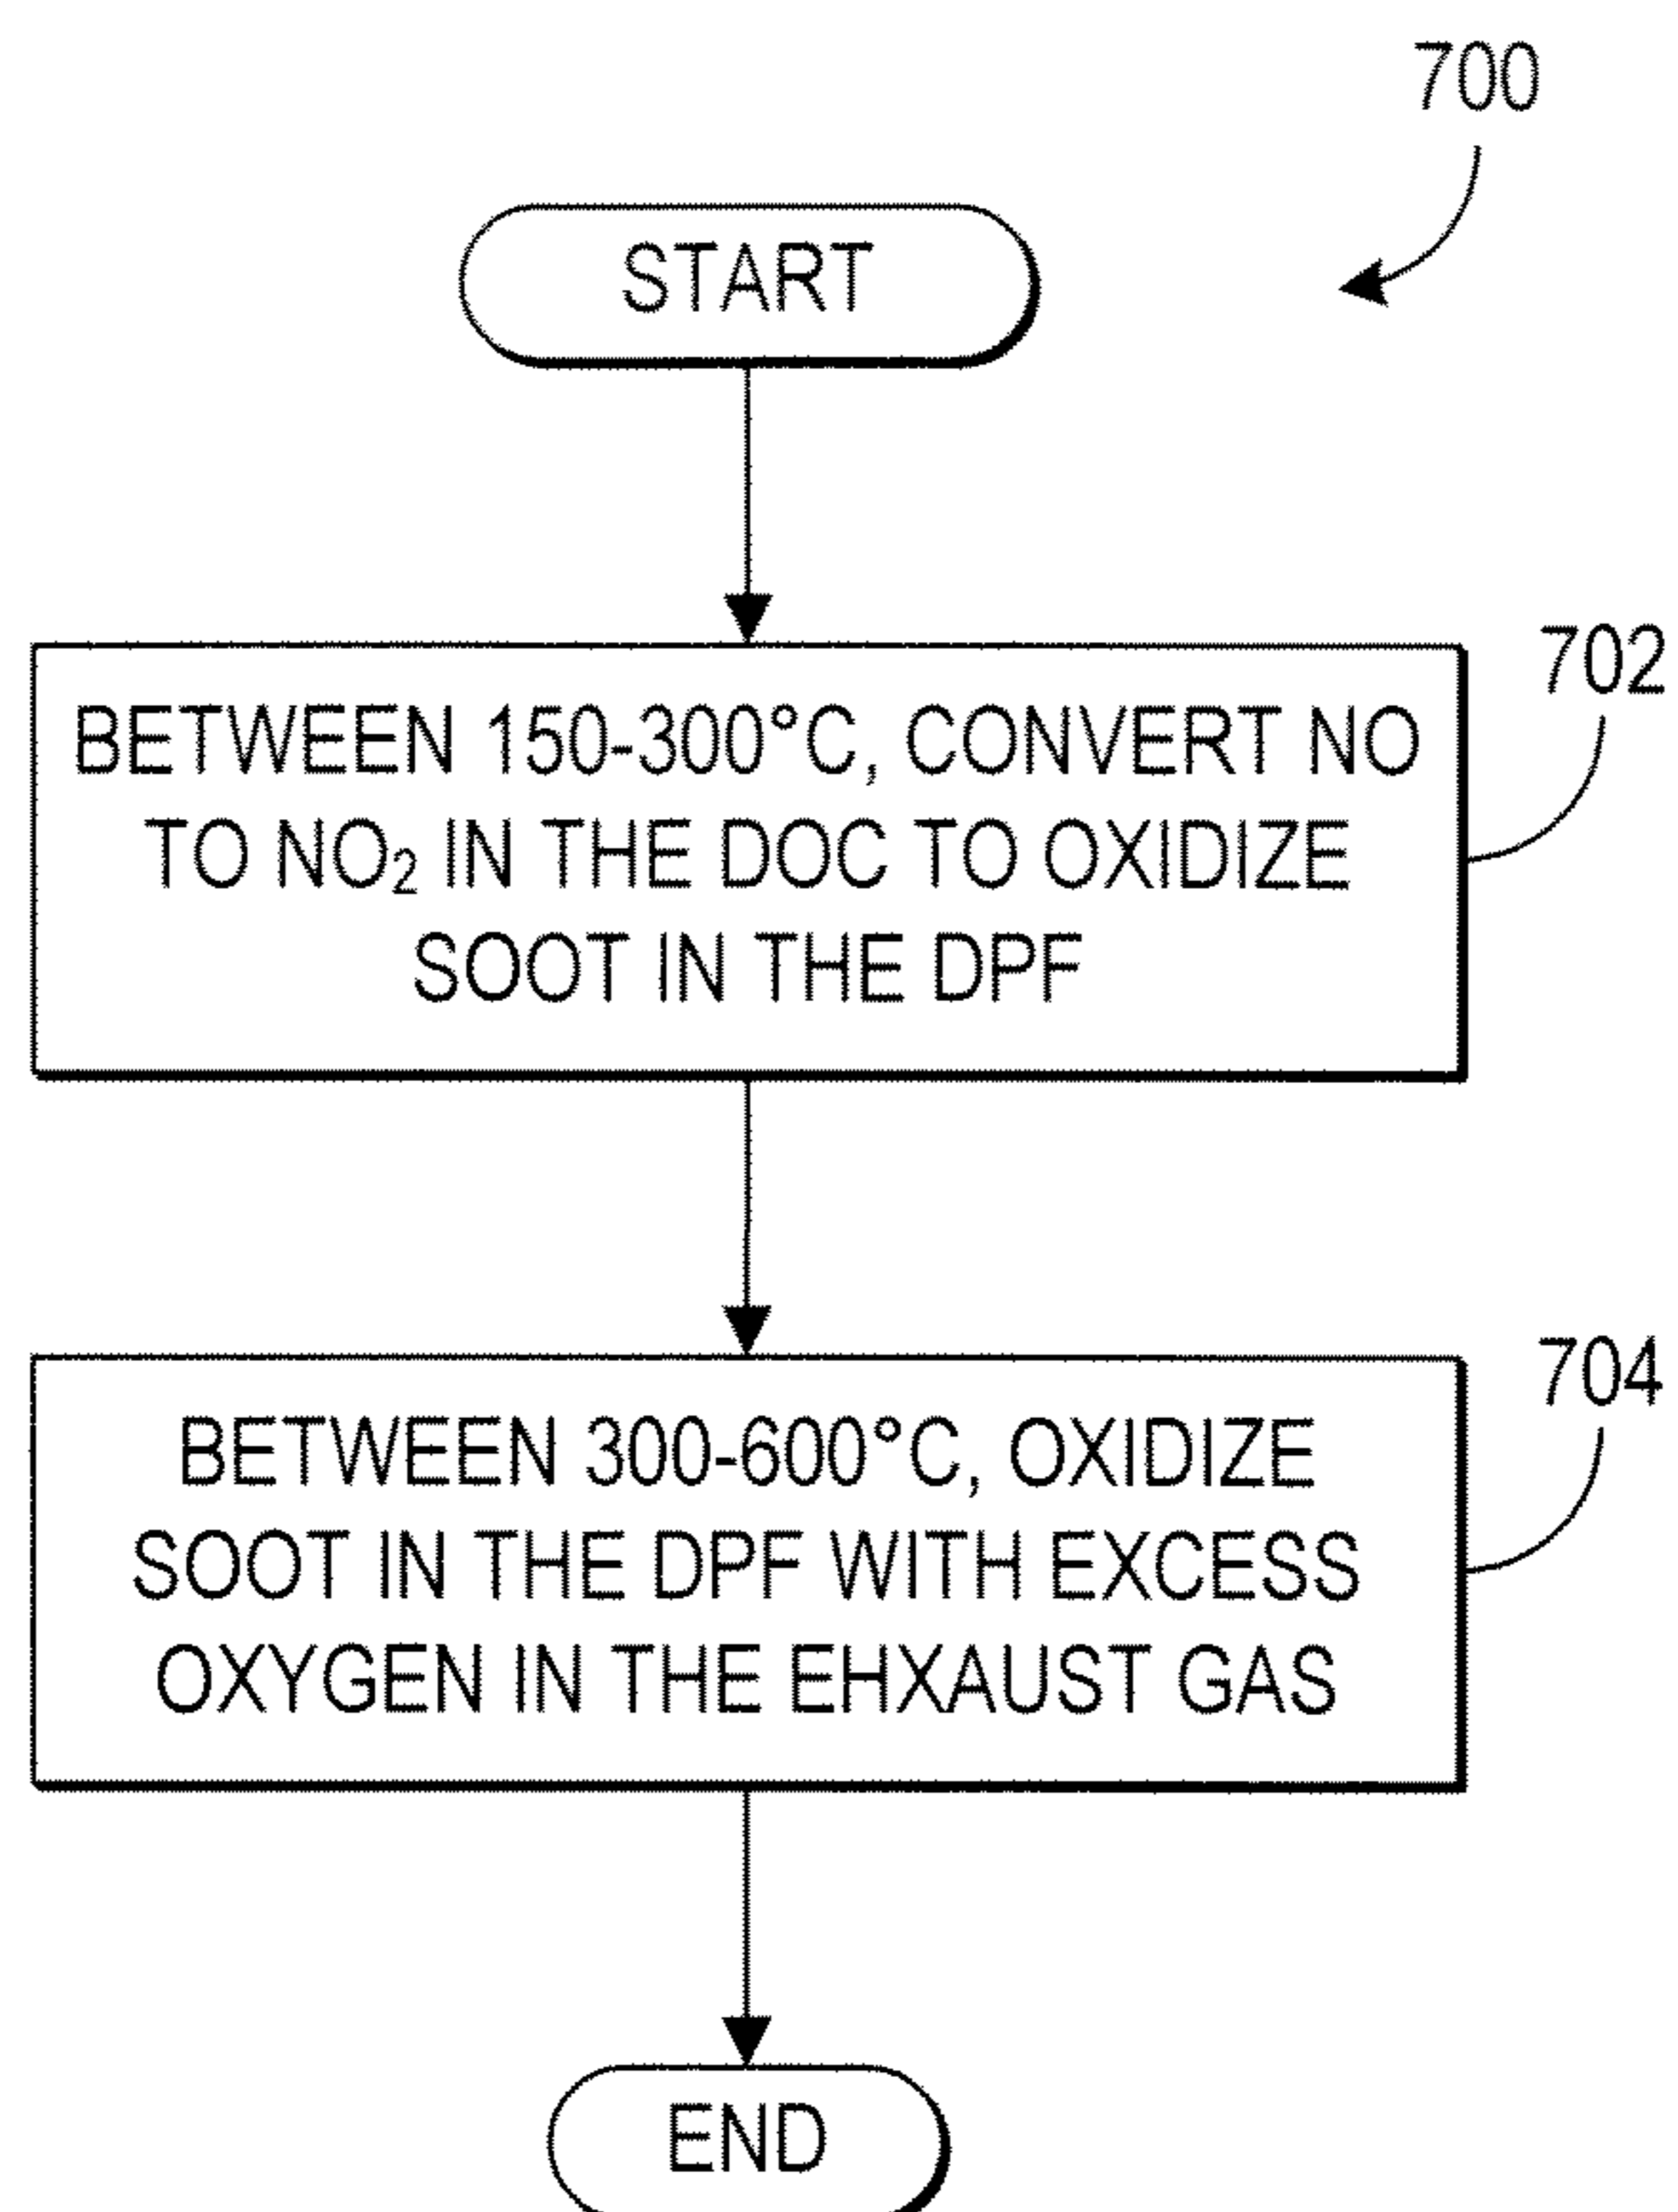 700
START
702
BETWEEN 150-300°C, CONVERT NO
TO NO₂ IN THE DOC TO OXIDIZE
SOOT IN THE DPF
704
BETWEEN 300-600°C, OXIDIZE
SOOT IN THE DPF WITH EXCESS
OXYGEN IN THE EHXAUST GAS
END